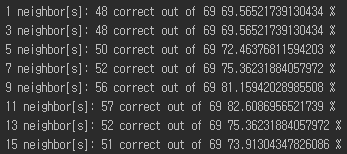 1 neighbor[s]: 48 correct out of 69 69.56521739130434 %
3 neighbor[s]: 48 correct out of 69 69.56521739130434 %
5 neighbor[s]: 50 correct out of 69 72.46376811594203 %
7 neighbor[s]: 52 correct out of 69 75.36231884057972 %
9 neighbor[s]: 56 correct out of 69 81.15942028985508 %
11 neighbor[s]: 57 correct out of 69 82.6086956521739 %
13 neighbor[s]: 52 correct out of 69 75.36231884057972 %
15 neighbor[s]: 51 correct out of 69 73.91304347826086 %